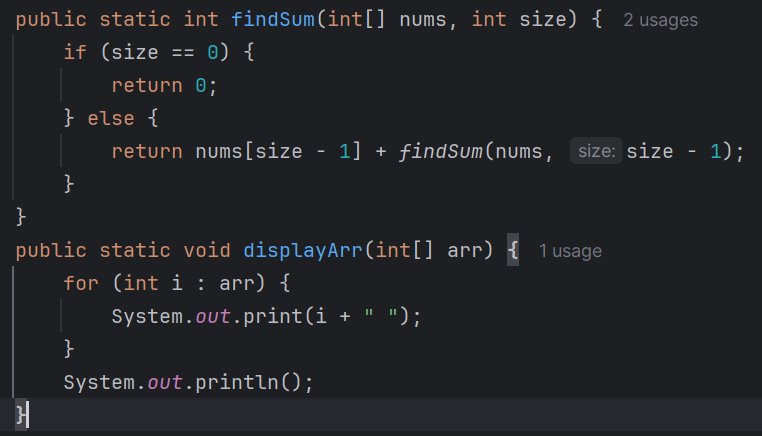 public static int findSum(int[] nums, int size) { 2 usages
    if (size == 0) {
        return 0;
    } else {
        return nums[size - 1] + findSum(nums, size: size - 1);
    }
}
public static void displayArr(int[] arr) { 1 usage
    for (int i : arr) {
        System.out.print(i + " ");
    }
    System.out.println();
}